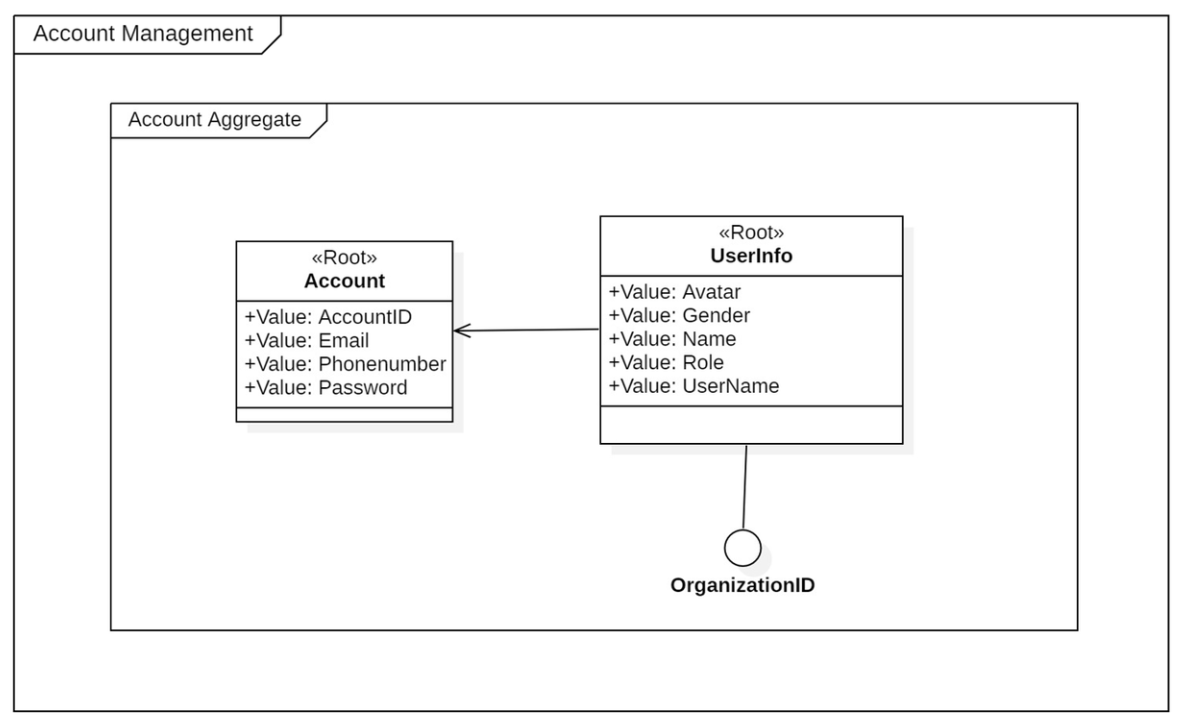 Account Management
Account Aggregate
«Root»
Account
+Value: AccountID
+Value: Email
+Value: Phonenumber
+Value: Password
«Root»
UserInfo
+Value: Avatar
+Value: Gender
+Value: Name
+Value: Role
+Value: UserName
OrganizationID